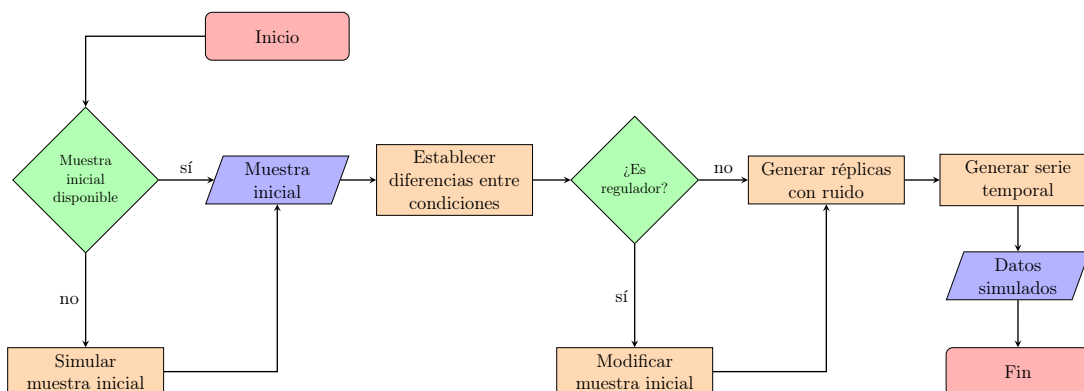 Inicio
Muestra
inicial
disponible
sí
no
Simular
muestra inicial
Muestra
inicial
Establecer
diferencias entre
condiciones
¿Es
regulador?
no
sí
Modificar
muestra inicial
Generar réplicas
con ruido
Generar serie
temporal
Datos
simulados
Fin